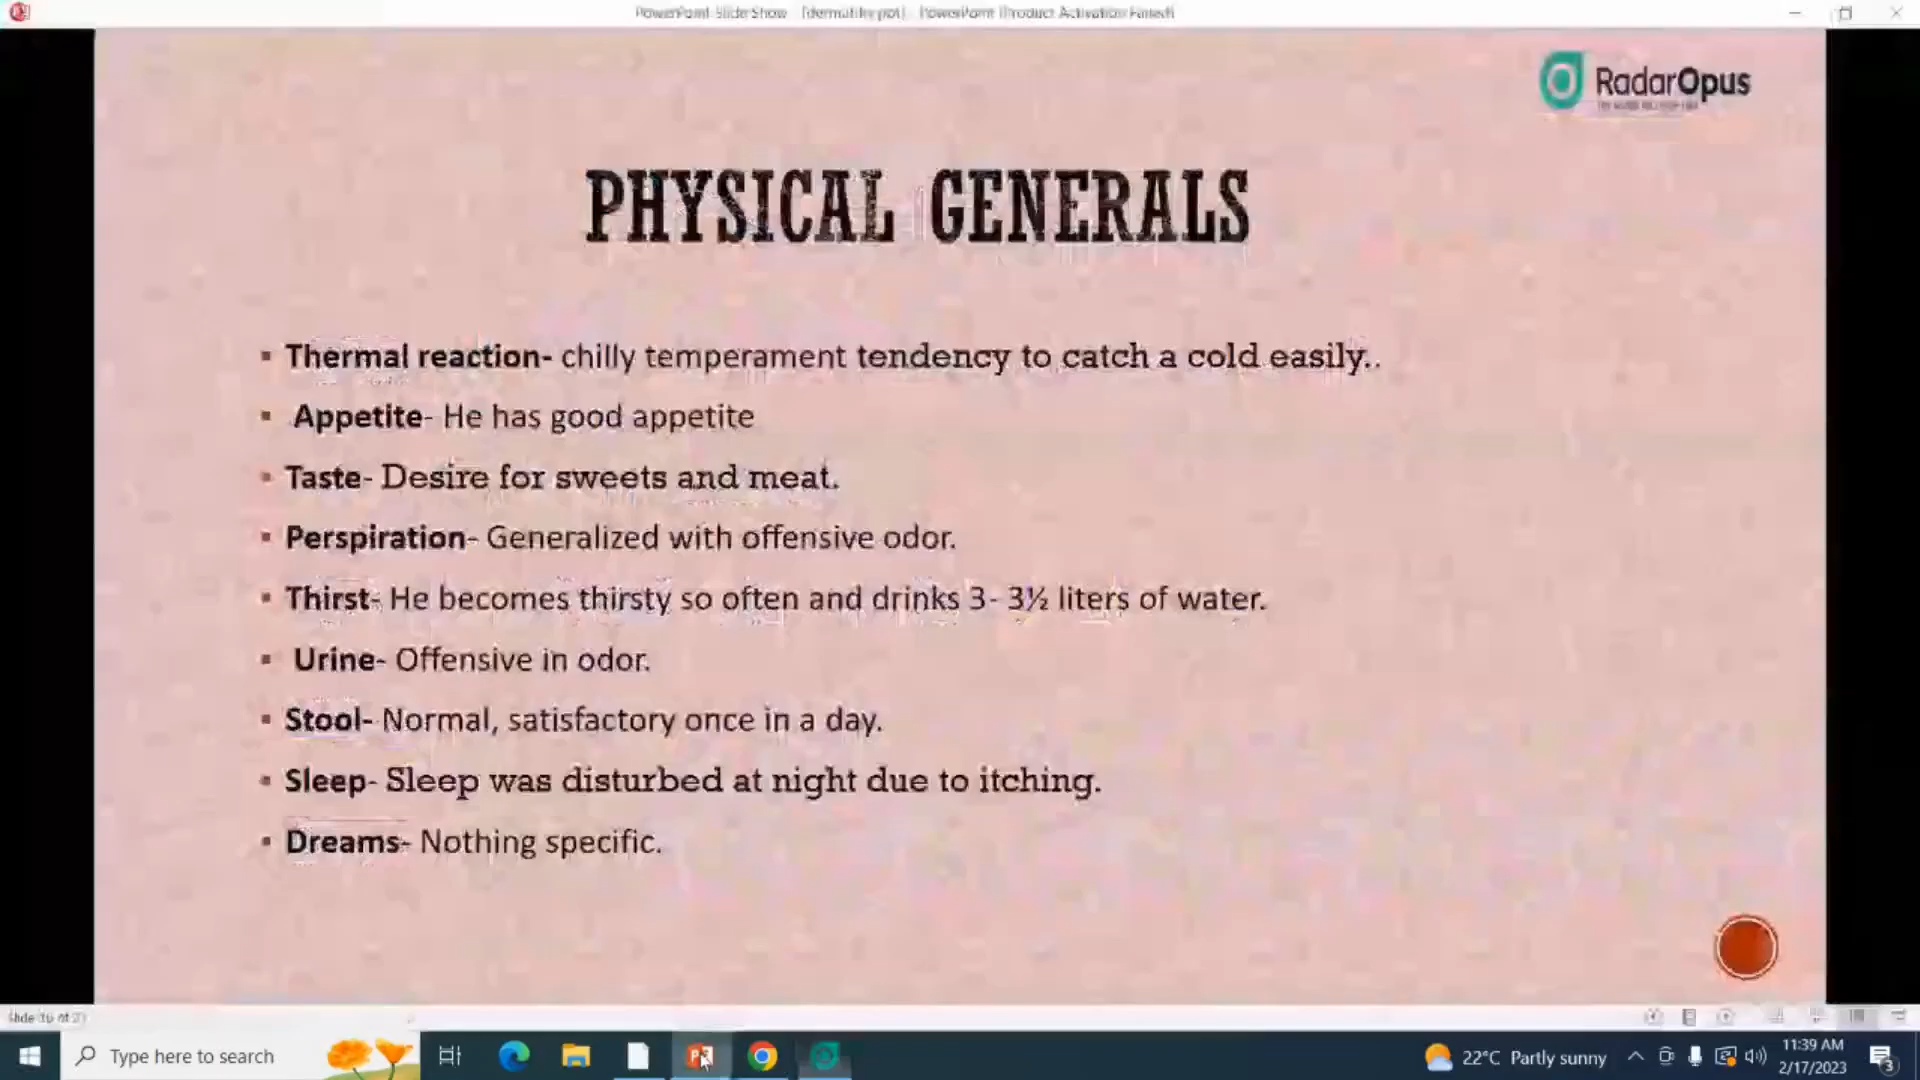 PowerPoint Slide Show - PowerPoint (Product Activation Failed)
RadarOpus
PHYSICAL GENERALS
▪ Thermal reaction- chilly temperament tendency to catch a cold easily..
▪ Appetite- He has good appetite
▪ Taste- Desire for sweets and meat.
▪ Perspiration- Generalized with offensive odor.
▪ Thirst- He becomes thirsty so often and drinks 3- 3½ liters of water.
▪ Urine- Offensive in odor.
▪ Stool- Normal, satisfactory once in a day.
▪ Sleep- Sleep was disturbed at night due to itching.
▪ Dreams- Nothing specific.
Type here to search
22°C Partly sunny
11:39 AM
2/17/2023
3